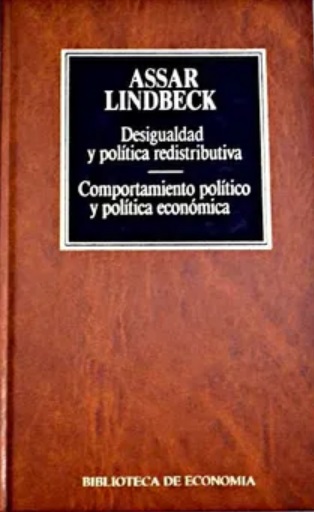 ASSAR
LINDBECK
Desigualdad
y política redistributiva
Comportamiento político
y política económica
BIBLIOTECA DE ECONOMIA